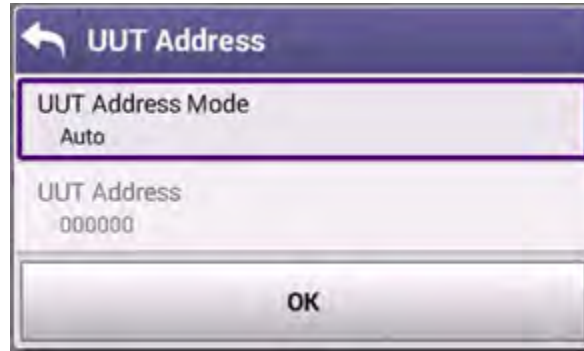 UUT Address
UUT Address Mode
Auto
UUT Address
000000
OK